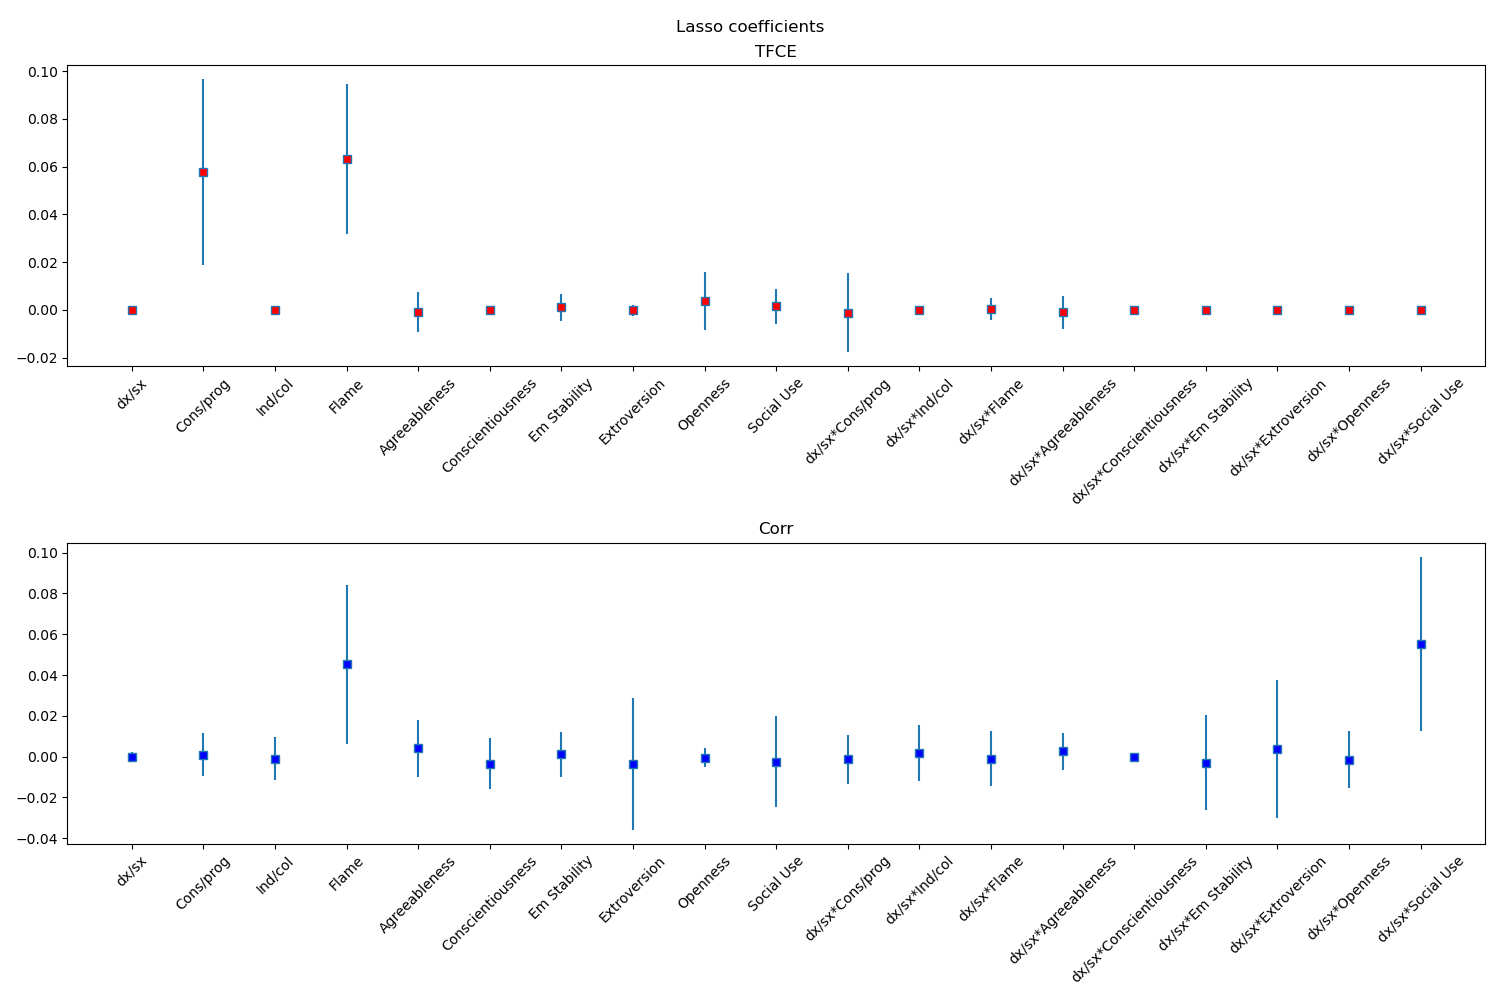 Lasso coefficients
TFCE
0.10
0.08
0.06
0.04
0.02
0.00
−0.02
dx/sx
Cons/prog
Ind/col
Flame
Agreeableness
Conscientiousness
Em Stability
Extroversion
Openness
Social Use
dx/sx*Cons/prog
dx/sx*Ind/col
dx/sx*Flame
dx/sx*Agreeableness
dx/sx*Conscientiousness
dx/sx*Em Stability
dx/sx*Extroversion
dx/sx*Openness
dx/sx*Social Use
Corr
0.10
0.08
0.06
0.04
0.02
0.00
−0.02
−0.04
dx/sx
Cons/prog
Ind/col
Flame
Agreeableness
Conscientiousness
Em Stability
Extroversion
Openness
Social Use
dx/sx*Cons/prog
dx/sx*Ind/col
dx/sx*Flame
dx/sx*Agreeableness
dx/sx*Conscientiousness
dx/sx*Em Stability
dx/sx*Extroversion
dx/sx*Openness
dx/sx*Social Use